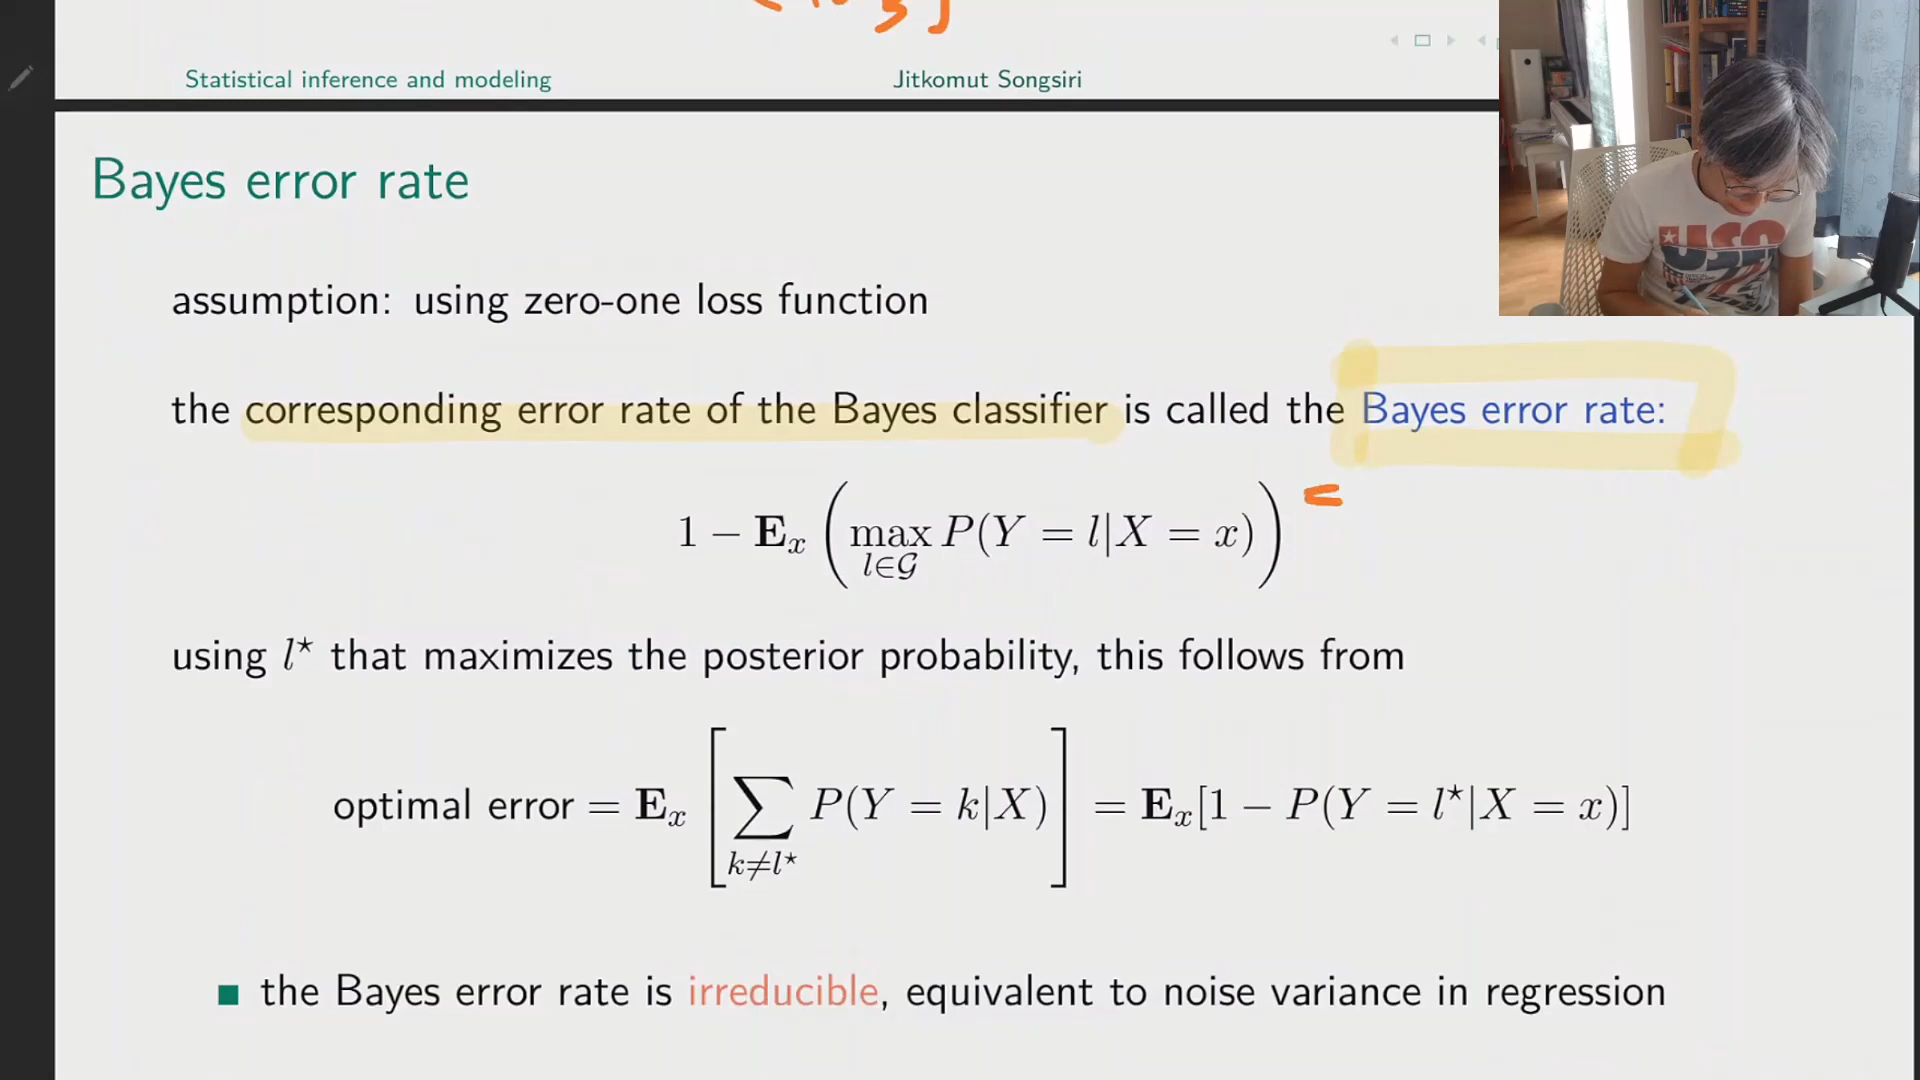 Statistical inference and modeling Jitkomut Songsiri
Bayes error rate
assumption: using zero-one loss function
the corresponding error rate of the Bayes classifier is called the Bayes error rate:
1 − E_x ( max_{l∈𝒢} P(Y = l|X = x) ) =
using l⋆ that maximizes the posterior probability, this follows from
optimal error = E_x [ ∑_{k≠l⋆} P(Y = k|X) ] = E_x[1 − P(Y = l⋆|X = x)]
■ the Bayes error rate is irreducible, equivalent to noise variance in regression